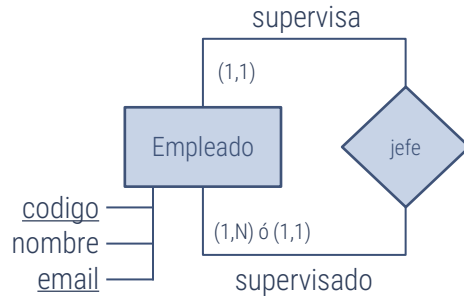 supervisa
(1,1)
Empleado
jefe
codigo
nombre
email
(1,N) ó (1,1)
supervisado